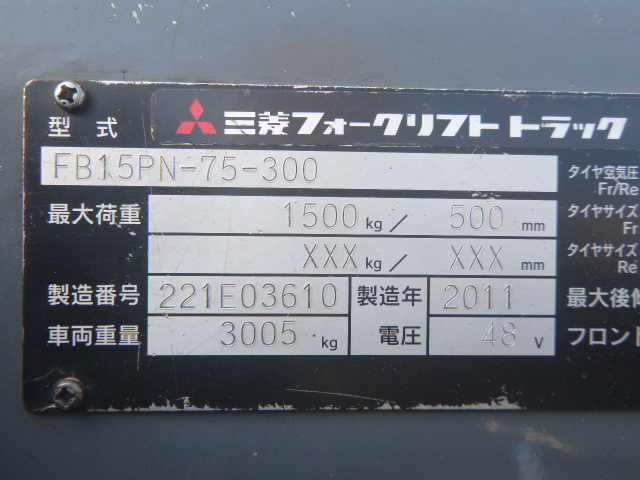 三菱フォークリフトトラック
型式 FB15PN-75-300 タイヤ空気圧 Fr/Re
最大荷重 1500 kg / 500 mm タイヤサイズ Fr
XXX kg / XXX mm タイヤサイズ Re
製造番号 221E03610 製造年 2011 最大後
車両重量 3005 kg 電圧 48 V フロント